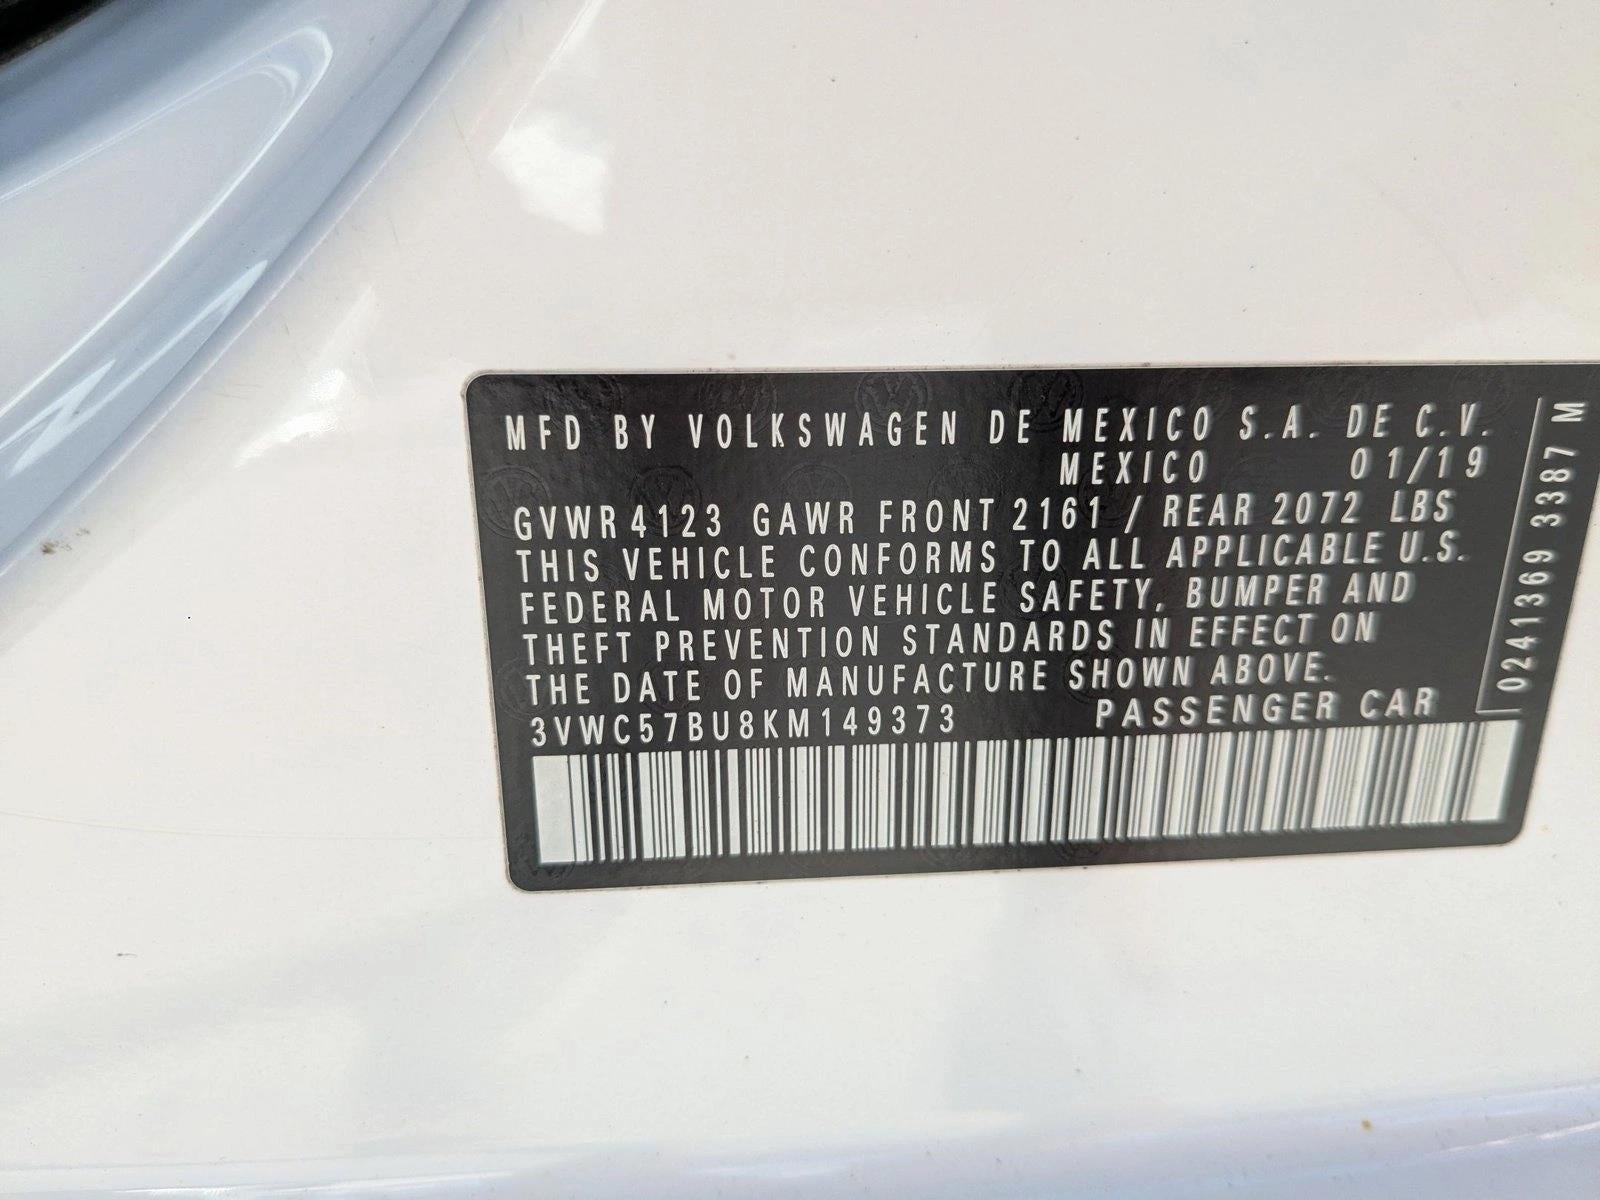 MFD BY VOLKSWAGEN DE MEXICO S.A. DE C.V.
MEXICO 01/19
GVWR 4123 GAWR FRONT 2161 / REAR 2072 LBS
THIS VEHICLE CONFORMS TO ALL APPLICABLE U.S.
FEDERAL MOTOR VEHICLE SAFETY, BUMPER AND
THEFT PREVENTION STANDARDS IN EFFECT ON
THE DATE OF MANUFACTURE SHOWN ABOVE.
3VWC57BU8KM149373 PASSENGER CAR
0241369 3387 M